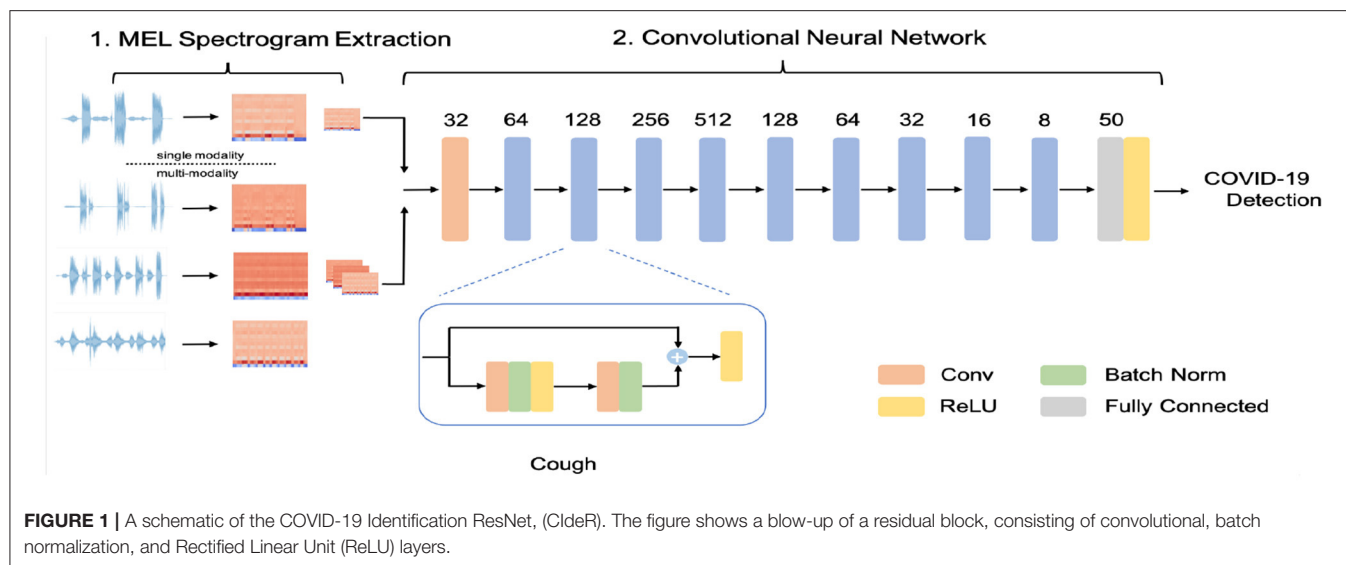 1. MEL Spectrogram Extraction
2. Convolutional Neural Network
32 64 128 256 512 128 64 32 16 8 50
single modality
multi-modality
COVID-19
Detection
Conv
Batch Norm
ReLU
Fully Connected
Cough
FIGURE 1 | A schematic of the COVID-19 Identification ResNet, (CIdeR). The figure shows a blow-up of a residual block, consisting of convolutional, batch
normalization, and Rectified Linear Unit (ReLU) layers.